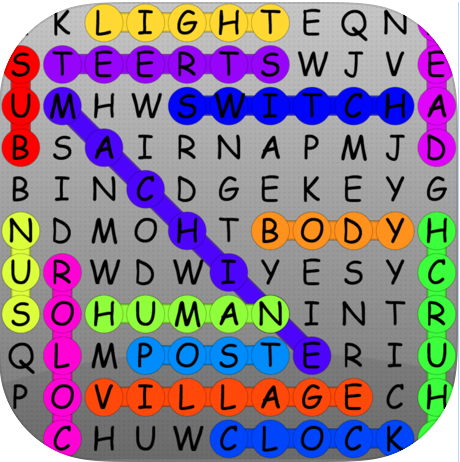 K L I G H T E Q N
S T E E R T S W J V E
U M H W S W I T C H A
B S A I R N A P M J D
B I N C D G E K E Y G
N D M O H T B O D Y H
U R W D W I Y E S Y C
S O H U M A N I N T R
Q L M P O S T E R I U
P O V I L L A G E C H
C H U W C L O C K